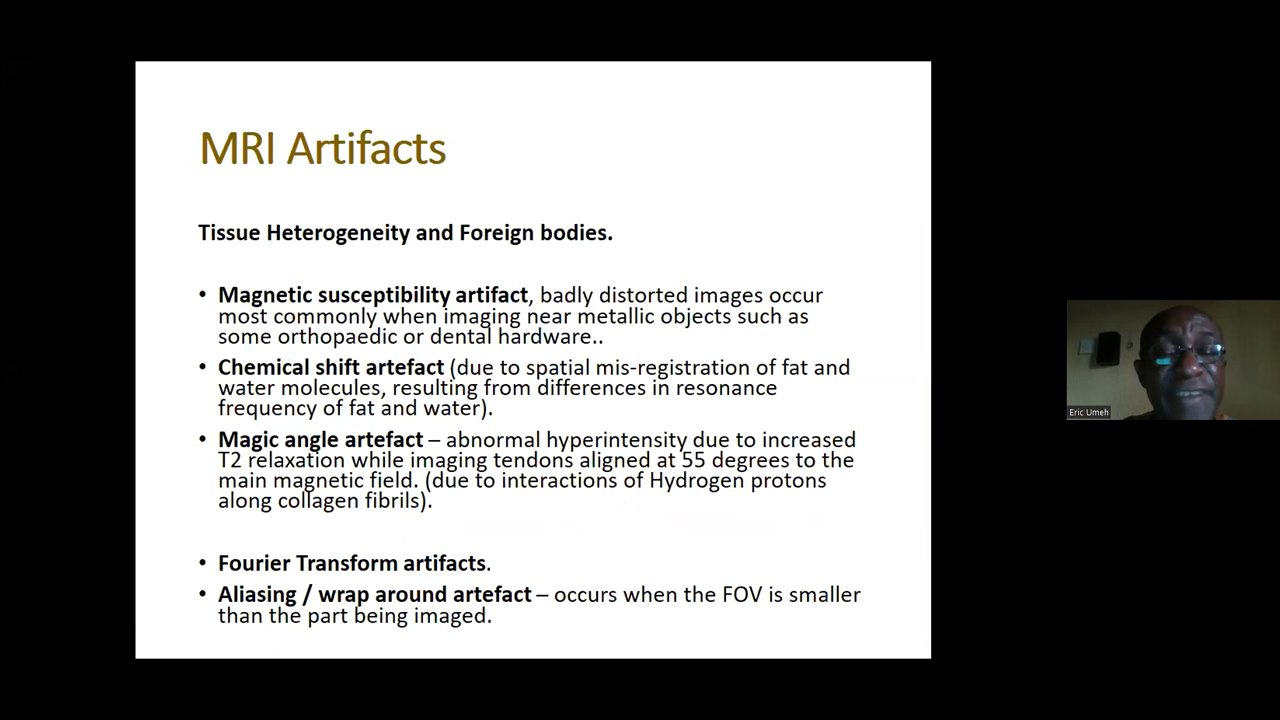 MRI Artifacts
Tissue Heterogeneity and Foreign bodies.
• Magnetic susceptibility artifact, badly distorted images occur
most commonly when imaging near metallic objects such as
some orthopaedic or dental hardware..
• Chemical shift artefact (due to spatial mis-registration of fat and
water molecules, resulting from differences in resonance
frequency of fat and water).
• Magic angle artefact – abnormal hyperintensity due to increased
T2 relaxation while imaging tendons aligned at 55 degrees to the
main magnetic field. (due to interactions of Hydrogen protons
along collagen fibrils).
• Fourier Transform artifacts.
• Aliasing / wrap around artefact – occurs when the FOV is smaller
than the part being imaged.
Eric Umeh